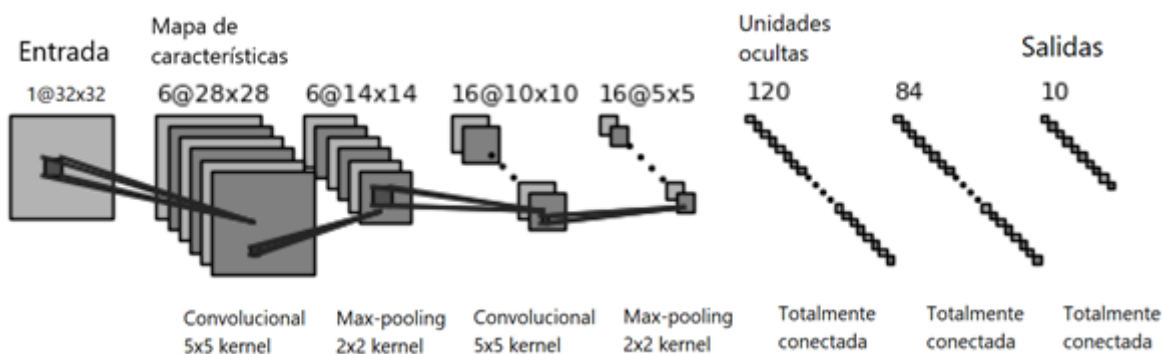 Entrada
1@32x32
Mapa de
característícas
6@28x28
6@14x14
16@10x10
16@5x5
Unidades
ocultas
120
84
Salidas
10
Convolucional
5x5 kernel
Max-pooling
2x2 kernel
Convolucional
5x5 kernel
Max-pooling
2x2 kernel
Totalmente
conectada
Totalmente
conectada
Totalmente
conectada